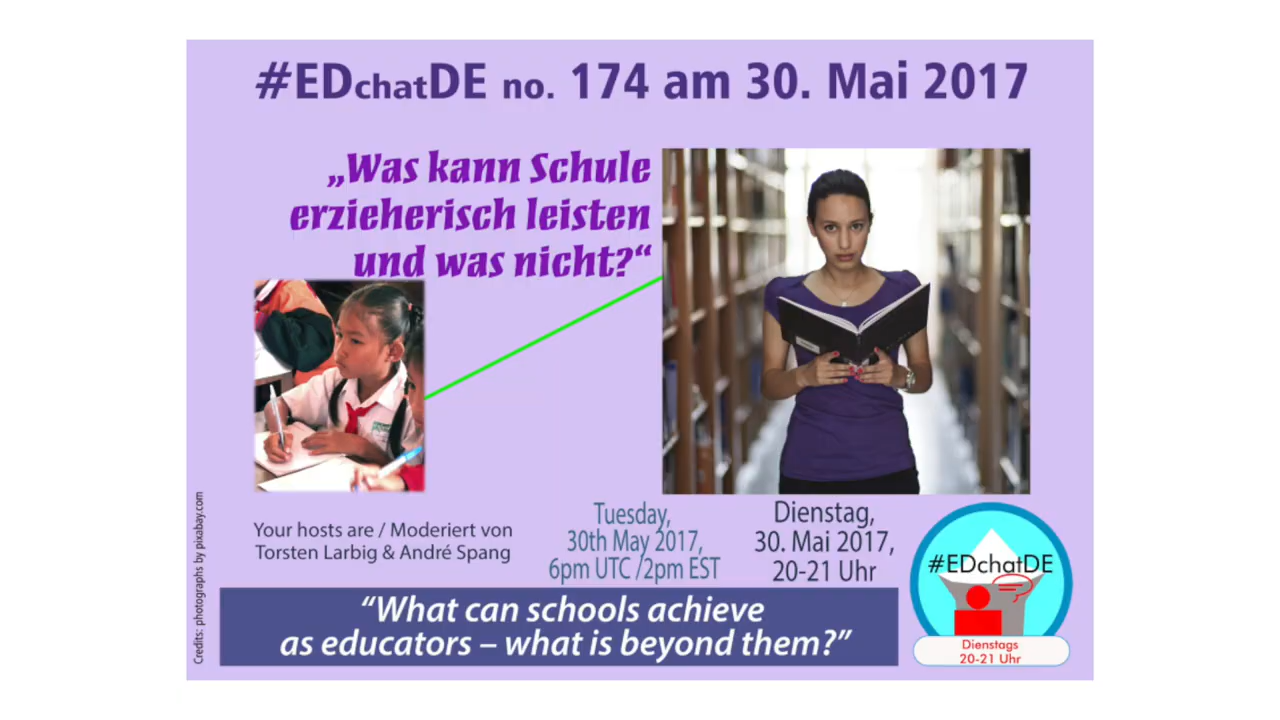 #EDchatDE no. 174 am 30. Mai 2017
„Was kann Schule
erzieherisch leisten
und was nicht?“
Credits: photographs by pixabay.com
Your hosts are / Moderiert von
Torsten Larbig & André Spang
Tuesday,
30th May 2017,
6pm UTC /2pm EST
Dienstag,
30. Mai 2017,
20-21 Uhr
“What can schools achieve
as educators – what is beyond them?”
#EDchatDE
Dienstags
20-21 Uhr